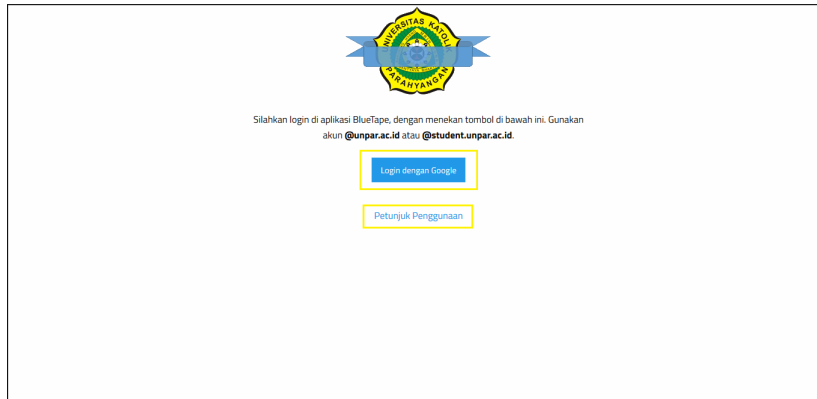 UNIVERSITAS KATOLIK
PARAHYANGAN
Silahkan login di aplikasi BlueTape, dengan menekan tombol di bawah ini. Gunakan
akun @unpar.ac.id atau @student.unpar.ac.id.
Login dengan Google
Petunjuk Penggunaan